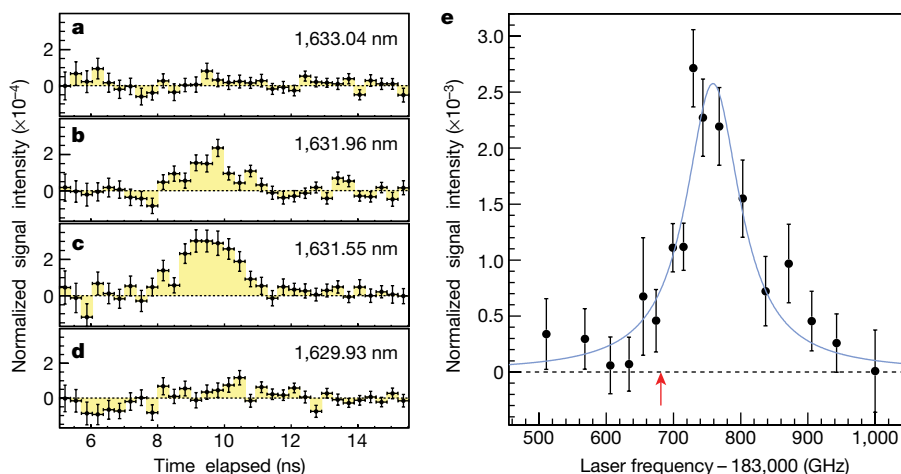 a
1,633.04 nm
2
0
b
1,631.96 nm
2
0
c
1,631.55 nm
2
0
d
1,629.93 nm
2
0
6 8 10 12 14
Time elapsed (ns)
Normalized signal intensity (×10−4)
e
3.0
2.5
2.0
1.5
1.0
0.5
0
500 600 700 800 900 1,000
Laser frequency – 183,000 (GHz)
Normalized signal intensity (×10−3)